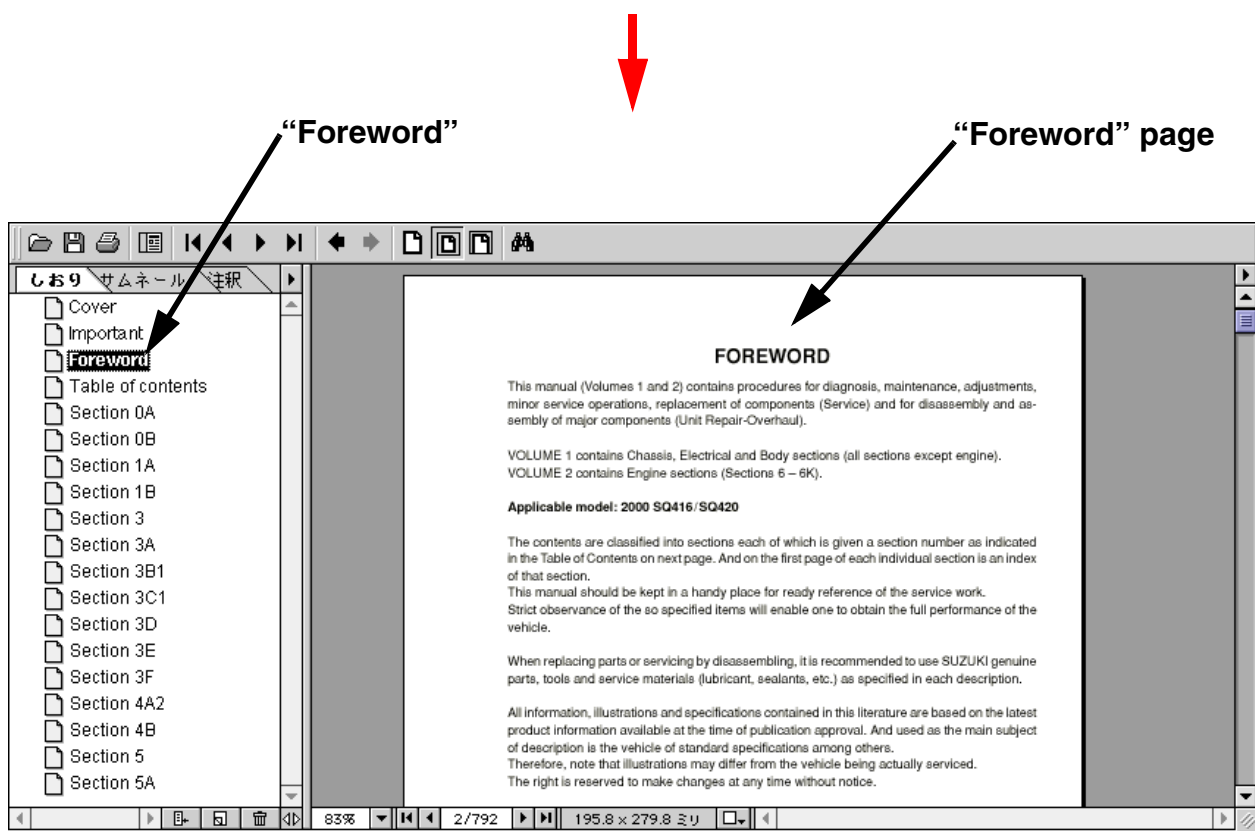 “Foreword”
“Foreword” page
しおり サムネール 注釈
Cover
Important
Foreword
Table of contents
Section 0A
Section 0B
Section 1A
Section 1B
Section 3
Section 3A
Section 3B1
Section 3C1
Section 3D
Section 3E
Section 3F
Section 4A2
Section 4B
Section 5
Section 5A
FOREWORD
This manual (Volumes 1 and 2) contains procedures for diagnosis, maintenance, adjustments,
minor service operations, replacement of components (Service) and for disassembly and as-
sembly of major components (Unit Repair-Overhaul).
VOLUME 1 contains Chassis, Electrical and Body sections (all sections except engine).
VOLUME 2 contains Engine sections (Sections 6 – 6K).
Applicable model: 2000 SQ416/SQ420
The contents are classified into sections each of which is given a section number as indicated
in the Table of Contents on next page. And on the first page of each individual section is an index
of that section.
This manual should be kept in a handy place for ready reference of the service work.
Strict observance of the so specified items will enable one to obtain the full performance of the
vehicle.
When replacing parts or servicing by disassembling, it is recommended to use SUZUKI genuine
parts, tools and service materials (lubricant, sealants, etc.) as specified in each description.
All information, illustrations and specifications contained in this literature are based on the latest
product information available at the time of publication approval. And used as the main subject
of description is the vehicle of standard specifications among others.
Therefore, note that illustrations may differ from the vehicle being actually serviced.
The right is reserved to make changes at any time without notice.
83% 2/792 195.8 × 279.8 ミリ